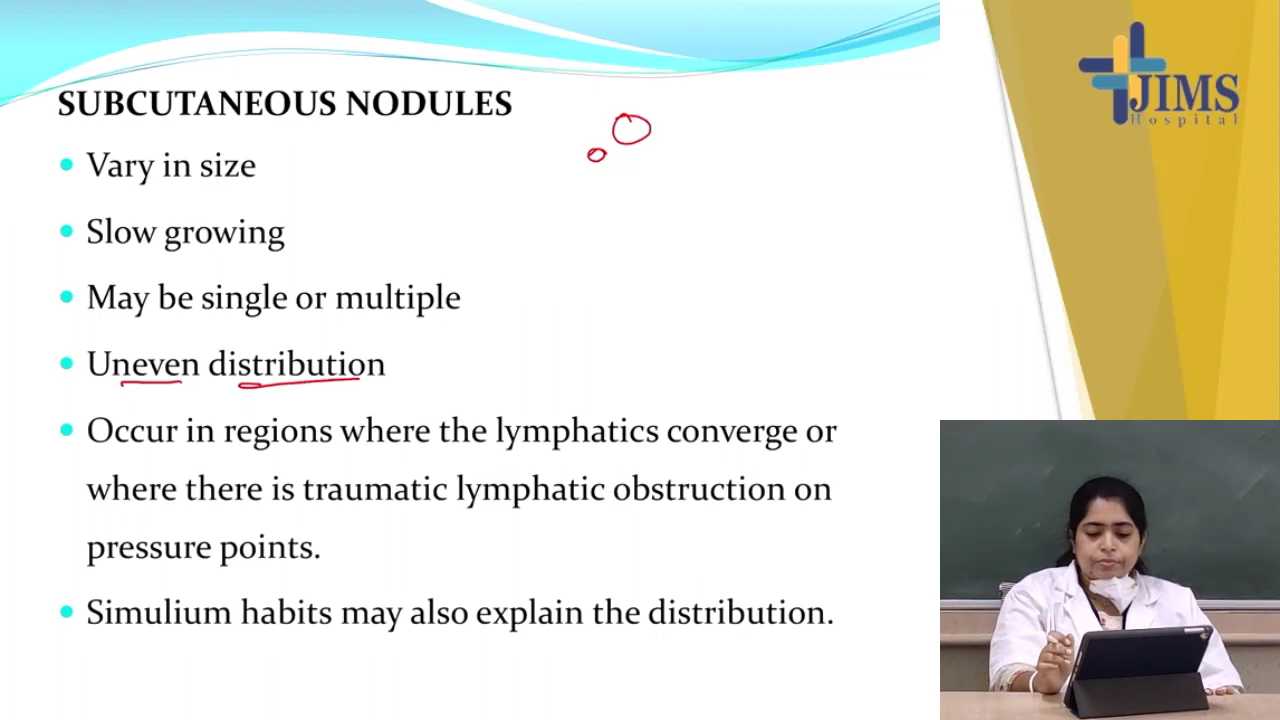 SUBCUTANEOUS NODULES
JIMS
Hospital
• Vary in size
• Slow growing
• May be single or multiple
• Uneven distribution
• Occur in regions where the lymphatics converge or
where there is traumatic lymphatic obstruction on
pressure points.
• Simulium habits may also explain the distribution.